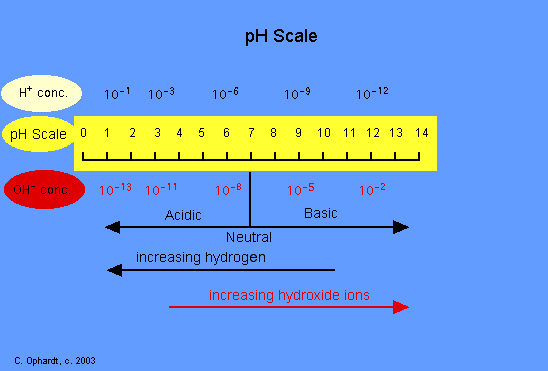 pH Scale
H⁺ conc. 10⁻¹ 10⁻³ 10⁻⁶ 10⁻⁹ 10⁻¹²
pH Scale 0 1 2 3 4 5 6 7 8 9 10 11 12 13 14
OH⁻ conc. 10⁻¹³ 10⁻¹¹ 10⁻⁸ 10⁻⁵ 10⁻²
Acidic Basic
Neutral
increasing hydrogen
increasing hydroxide ions
C. Ophardt, c. 2003